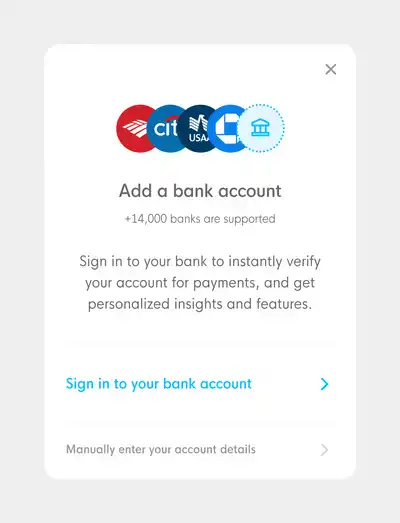 citi
USAA
Add a bank account
+14,000 banks are supported
Sign in to your bank to instantly verify
your account for payments, and get
personalized insights and features.
Sign in to your bank account
Manually enter your account details